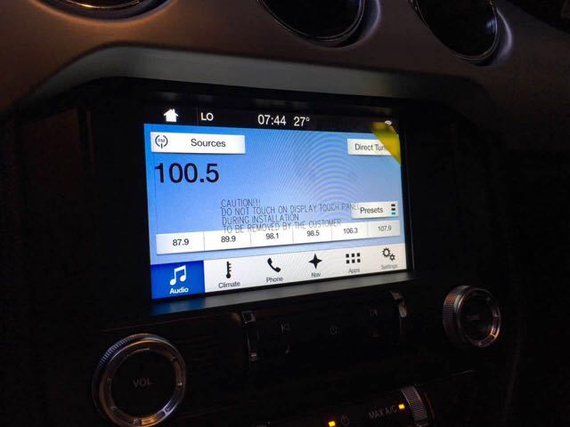 LO 07:44 27°
Sources
Direct Tune
100.5
CAUTION!!!
DO NOT TOUCH ON DISPLAY TOUCH PANEL
DURING INSTALLATION
TO BE REMOVED BY THE CUSTOMER
Presets
87.9 89.9 98.1 98.5 106.3 107.9
Audio Climate Phone Nav Apps Settings
VOL
MAX A/C